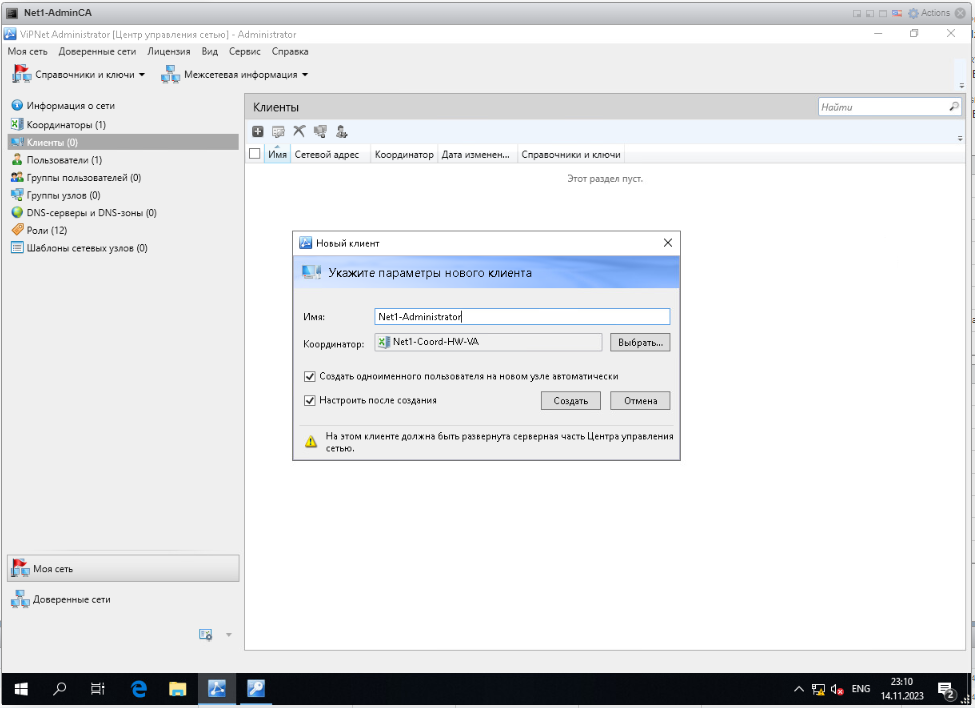 Net1-AdminCA
Actions
ViPNet Administrator [Центр управления сетью] - Administrator
Моя сеть Доверенные сети Лицензия Вид Сервис Справка
Справочники и ключи Межсетевая информация
Информация о сети
Координаторы (1)
Клиенты (0)
Пользователи (1)
Группы пользователей (0)
Группы узлов (0)
DNS-серверы и DNS-зоны (0)
Роли (12)
Шаблоны сетевых узлов (0)
Клиенты
Найти
Имя Сетевой адрес Координатор Дата изменен... Справочники и ключи
Этот раздел пуст.
Новый клиент
Укажите параметры нового клиента
Имя: Net1-Administrator
Координатор: Net1-Coord-HW-VA Выбрать...
Создать одноименного пользователя на новом узле автоматически
Настроить после создания Создать Отмена
На этом клиенте должна быть развернута серверная часть Центра управления
сетью.
Моя сеть
Доверенные сети
ENG
23:10
14.11.2023
2